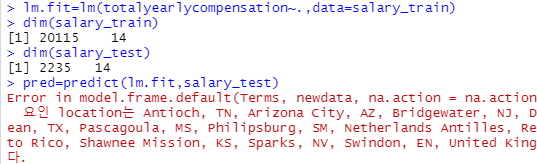 > lm.fit=lm(totalyearlycompensation~.,data=salary_train)
> dim(salary_train)
[1] 20115    14
> dim(salary_test)
[1] 2235   14
> pred=predict(lm.fit,salary_test)
Error in model.frame.default(Terms, newdata, na.action = na.action
  요인 location는 Antioch, TN, Arizona City, AZ, Bridgewater, NJ, D
ean, TX, Pascagoula, MS, Philipsburg, SM, Netherlands Antilles, Re
to Rico, Shawnee Mission, KS, Sparks, NV, Swindon, EN, United King
다.